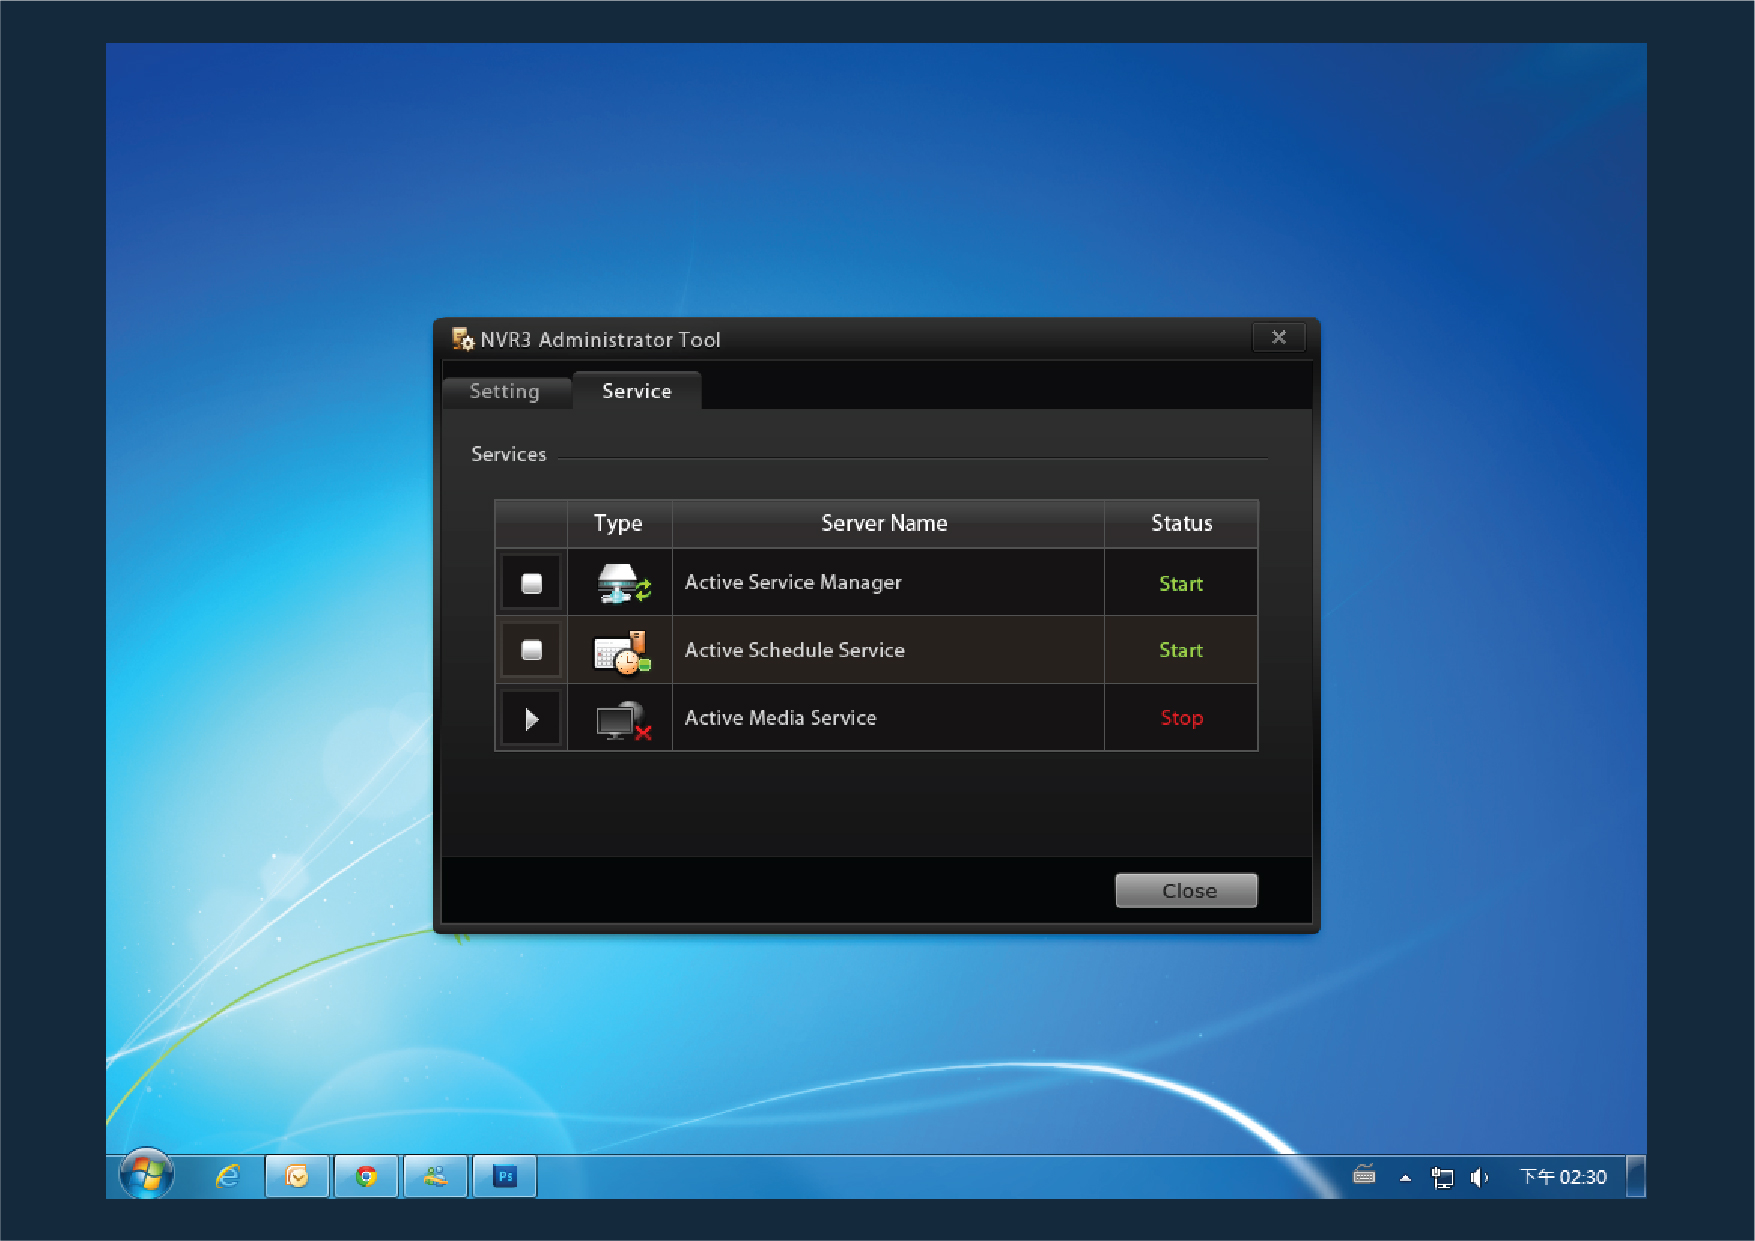 NVR3 Administrator Tool
Setting
Service
Services
Type
Server Name
Status
Active Service Manager
Start
Active Schedule Service
Start
Active Media Service
Stop
Close
Ps
下午 02:30